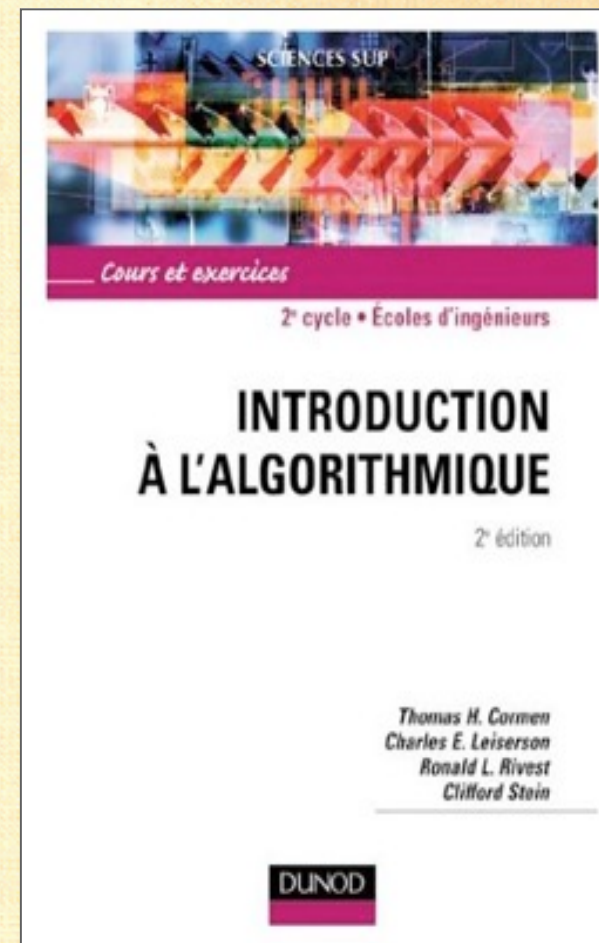 SCIENCES SUP
Cours et exercices
2e cycle • Écoles d'ingénieurs
INTRODUCTION
À L'ALGORITHMIQUE
2e édition
Thomas H. Cormen
Charles E. Leiserson
Ronald L. Rivest
Clifford Stein
DUNOD